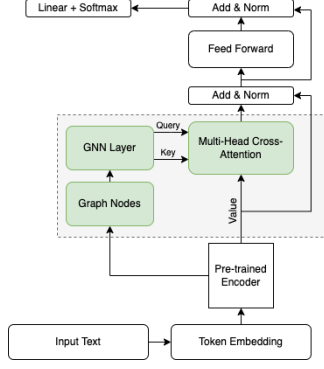 Linear + Softmax
Add & Norm
Feed Forward
Add & Norm
Query
GNN Layer
Multi-Head Cross-
Attention
Key
Graph Nodes
Value
Pre-trained
Encoder
Input Text
Token Embedding